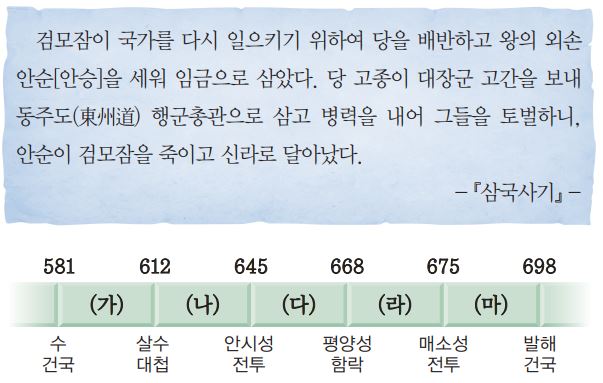 검모잠이 국가를 다시 일으키기 위하여 당을 배반하고 왕의 외손
안순[안승]을 세워 임금으로 삼았다. 당 고종이 대장군 고간을 보내
동주도(東州道) 행군총관으로 삼고 병력을 내어 그들을 토벌하니,
안순이 검모잠을 죽이고 신라로 달아났다.
-『삼국사기』-
581 612 645 668 675 698
(가) (나) (다) (라) (마)
수 살수 안시성 평양성 매소성 발해
건국 대첩 전투 함락 전투 건국